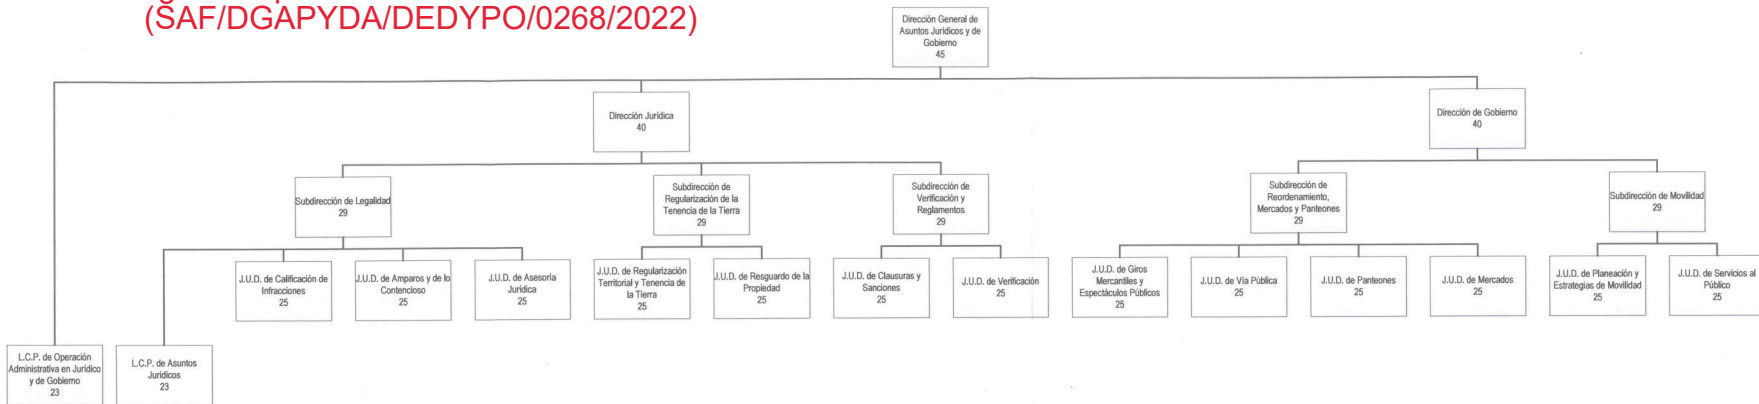 (SAF/DGAPYDA/DEDYPO/0268/2022)
Dirección General de
Asuntos Jurídicos y de
Gobierno
45
Dirección Jurídica
40
Dirección de Gobierno
40
Subdirección de Legalidad
29
Subdirección de
Regularización de la
Tenencia de la Tierra
29
Subdirección de
Verificación y
Reglamentos
29
Subdirección de
Reordenamiento,
Mercados y Panteones
29
Subdirección de Movilidad
29
J.U.D. de Calificación de
Infracciones
25
J.U.D. de Amparos y de lo
Contencioso
25
J.U.D. de Asesoría
Jurídica
25
J.U.D. de Regularización
Territorial y Tenencia de
la Tierra
25
J.U.D. de Resguardo de la
Propiedad
25
J.U.D. de Clausuras y
Sanciones
25
J.U.D. de Verificación
25
J.U.D. de Giros
Mercantiles y
Espectáculos Públicos
25
J.U.D. de Vía Pública
25
J.U.D. de Panteones
25
J.U.D. de Mercados
25
J.U.D. de Planeación y
Estrategias de Movilidad
25
J.U.D. de Servicios al
Público
25
L.C.P. de Operación
Administrativa en Jurídico
y de Gobierno
23
L.C.P. de Asuntos
Jurídicos
23